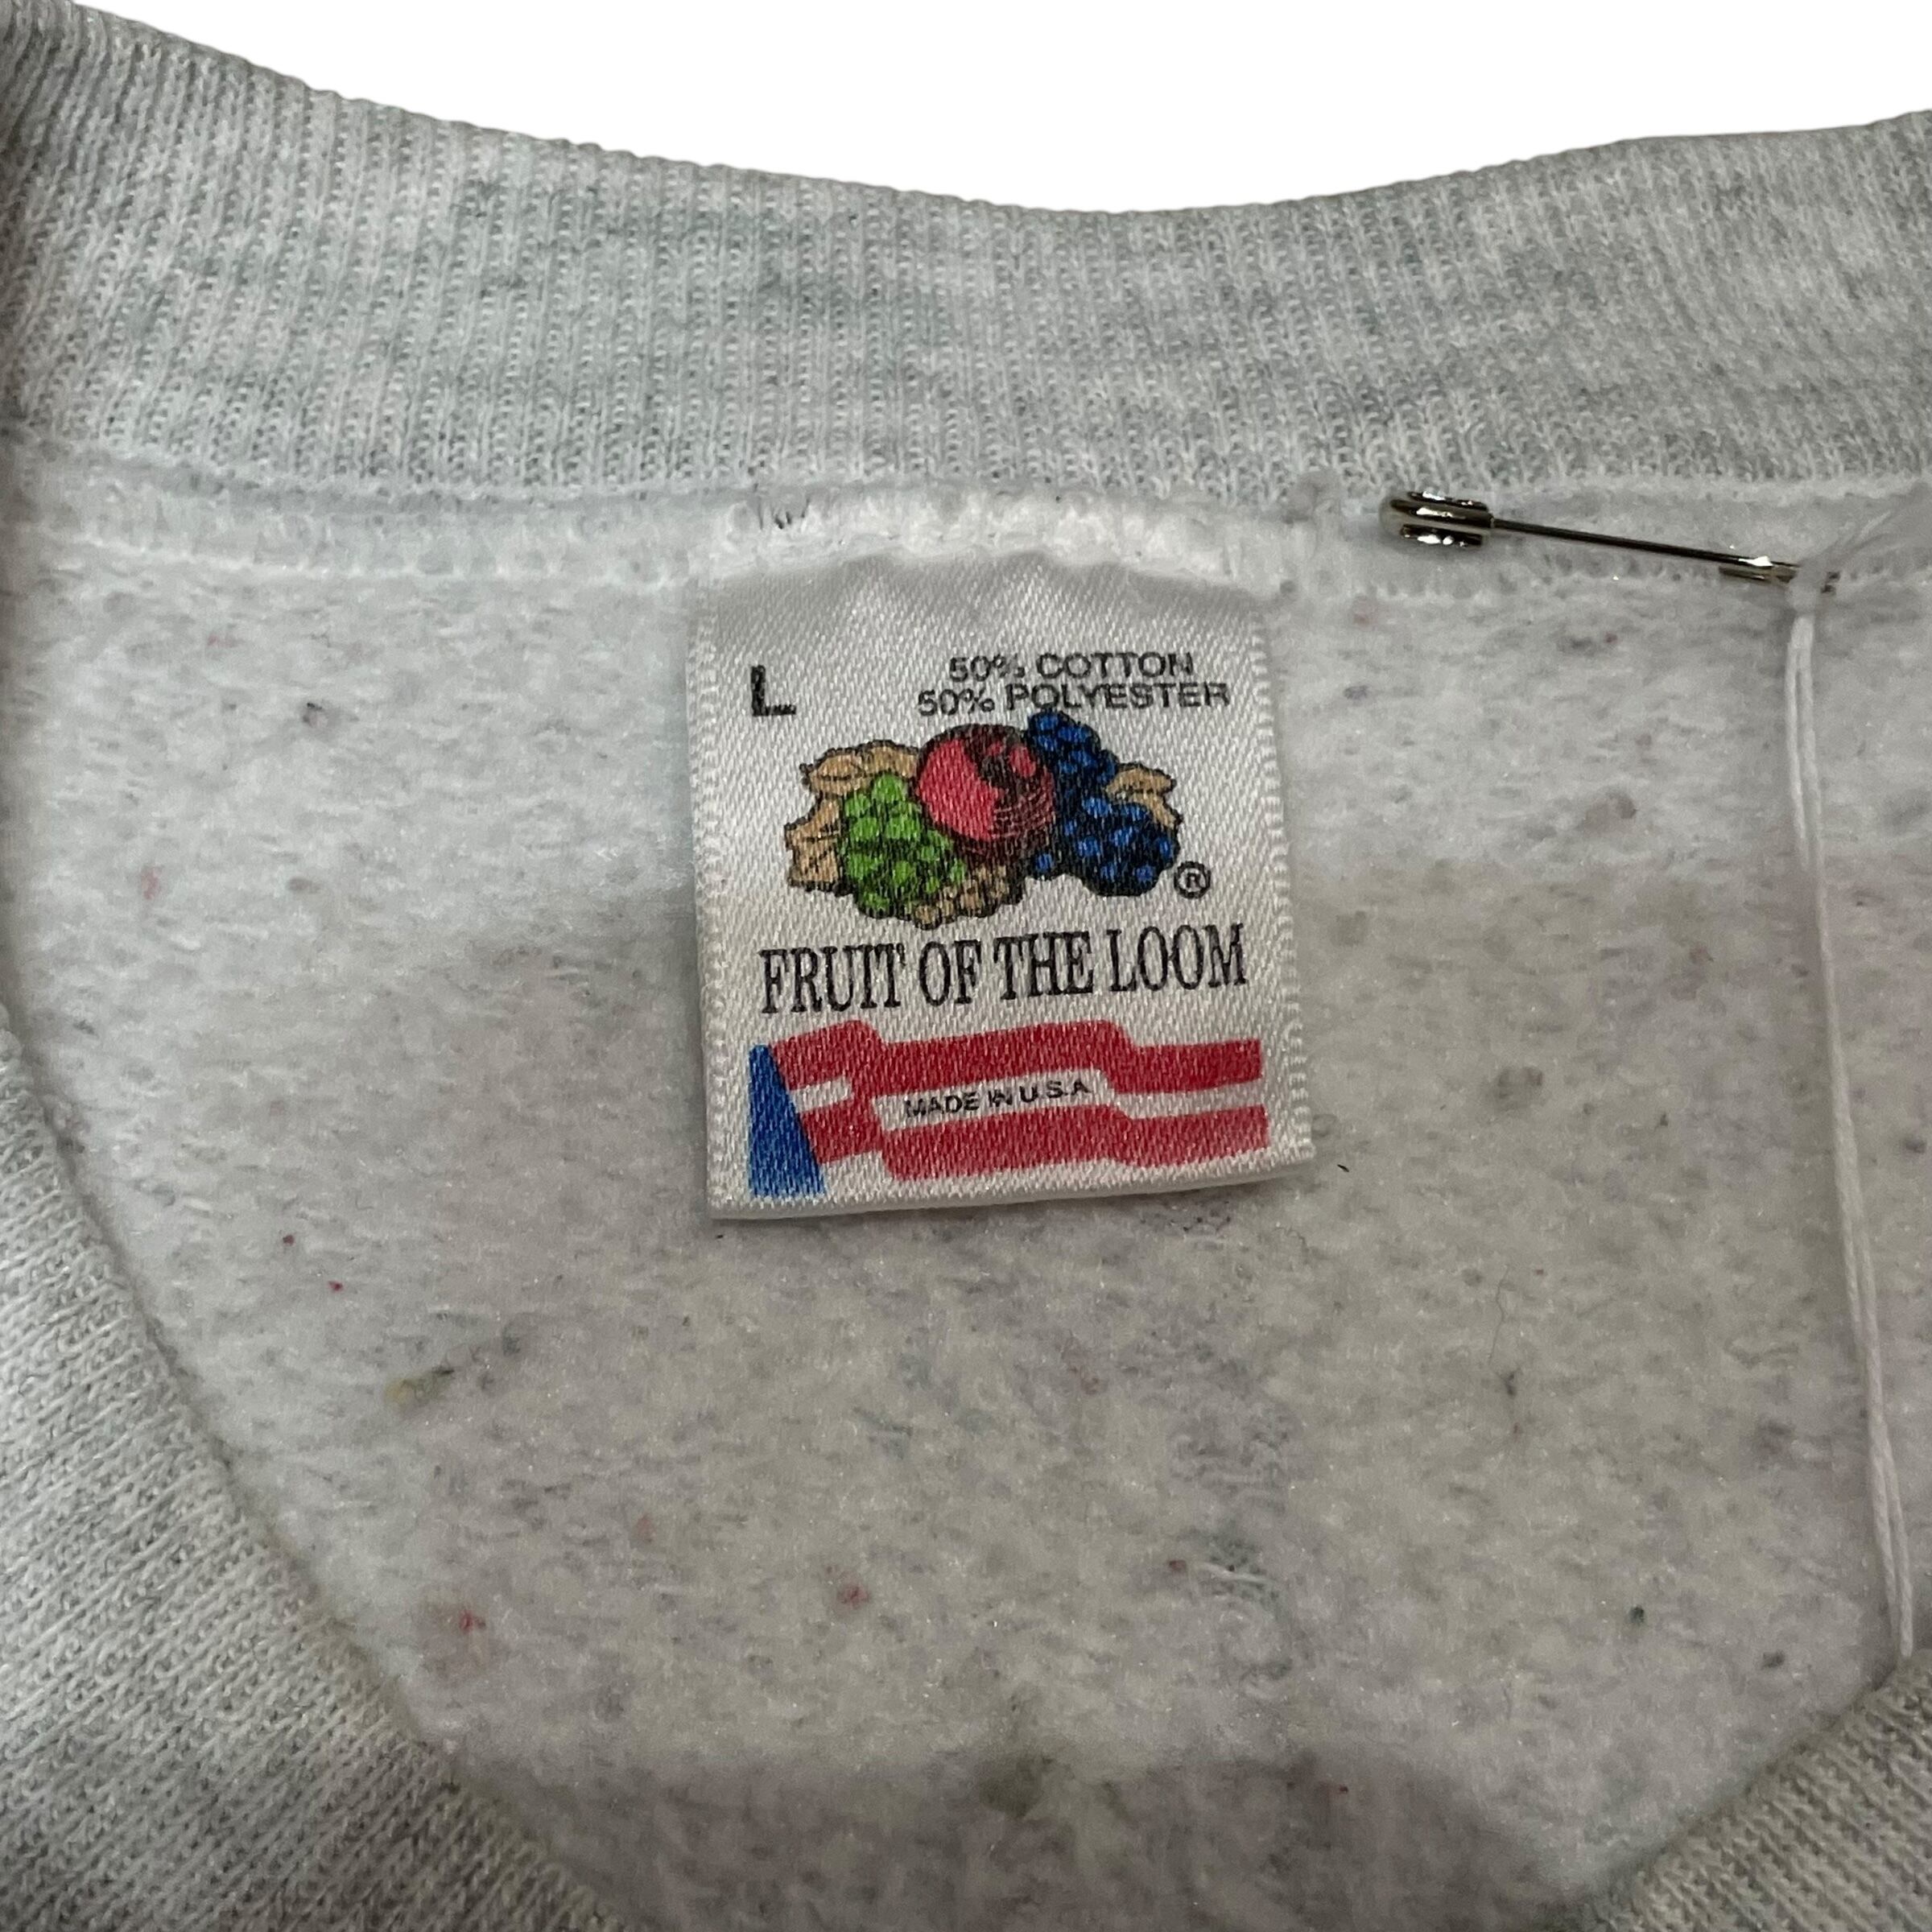 L
50% COTTON
50% POLYESTER
®
FRUIT OF THE LOOM
MADE IN U.S.A